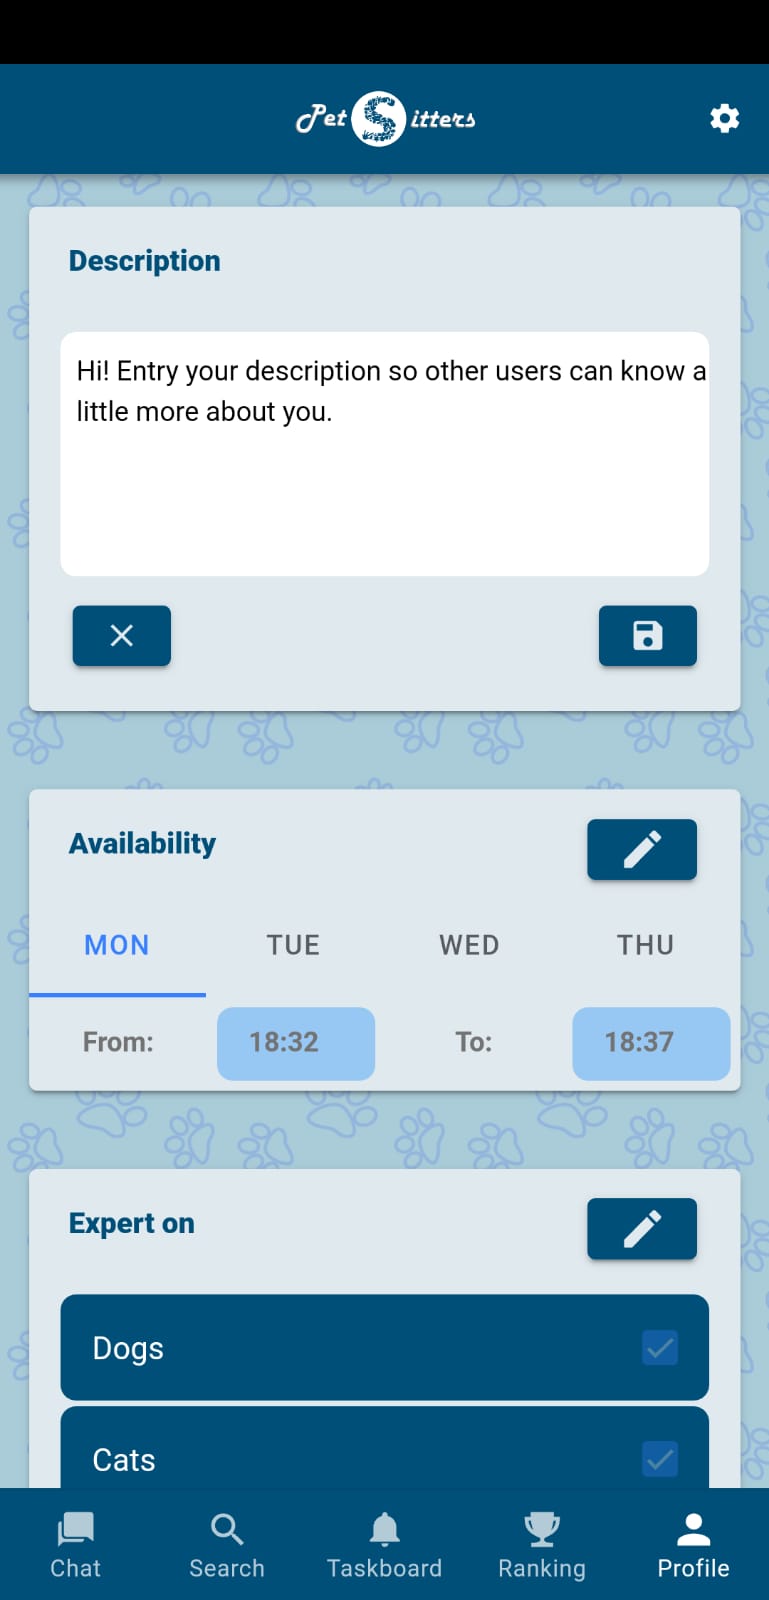 Pet Sitters
Description
Hi! Entry your description so other users can know a
little more about you.
Availability
MON TUE WED THU
From: 18:32 To: 18:37
Expert on
Dogs
Cats
Chat Search Taskboard Ranking Profile